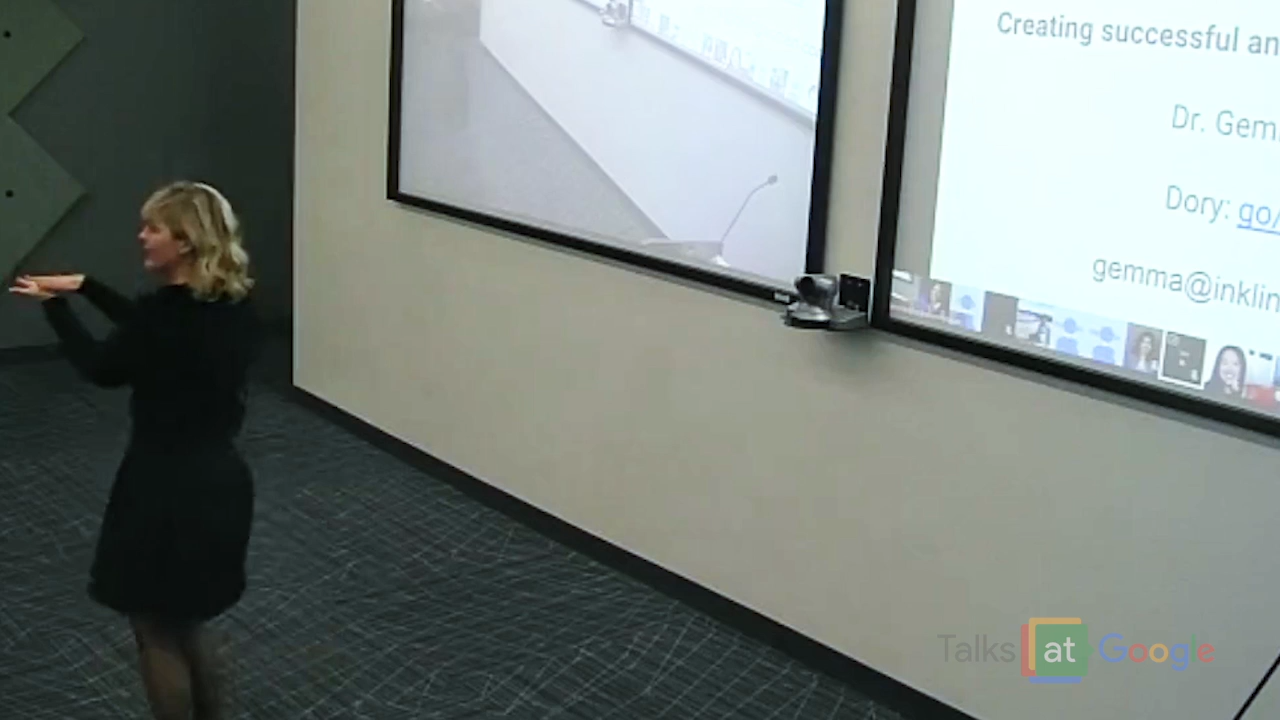 Creating successful an
Dr. Gem
Dory: go/
gemma@inklin
Talks at Google